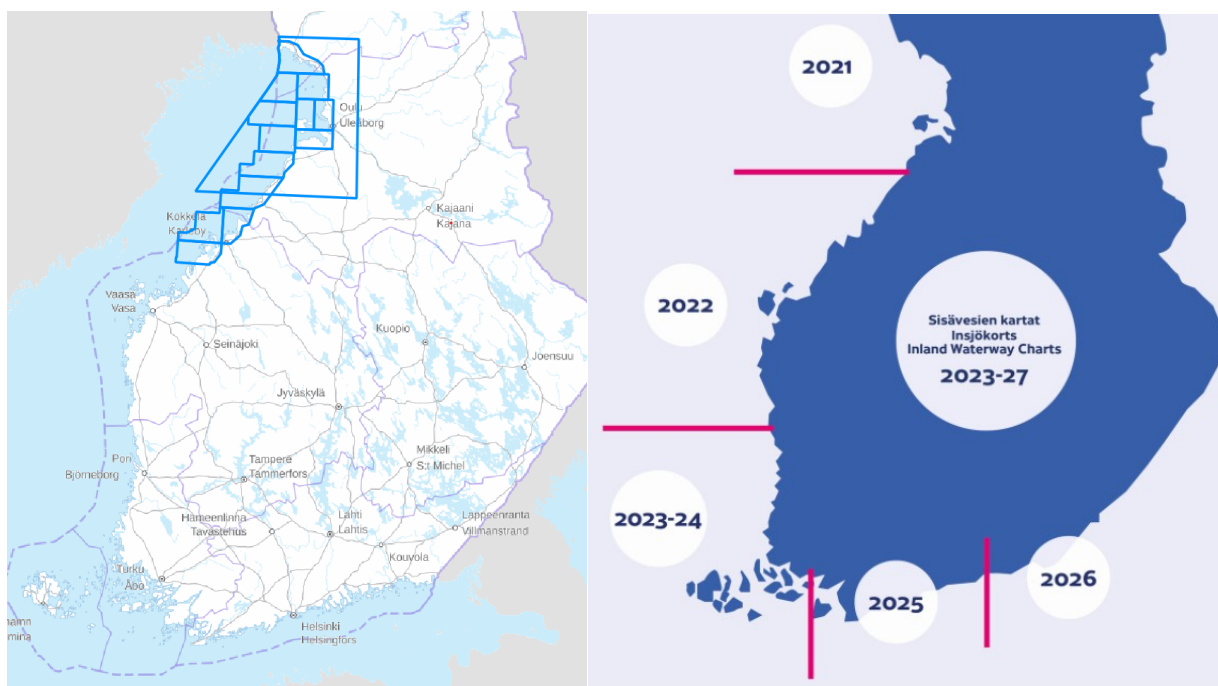 Oulu
Uleåborg
Kajaani
Kajana
Kokkola
Karleby
Vaasa
Vasa
Seinäjoki
Kuopio
Joensuu
Jyväskylä
Mikkeli
S:t Michel
Pori
Björneborg
Tampere
Tammerfors
Hämeenlinna
Tavastehus
Lahti
Lahtis
Lappeenranta
Villmanstrand
Kouvola
Turku
Åbo
Helsinki
Helsingfors
2021
2022
Sisävesien kartat
Insjökorts
Inland Waterway Charts
2023-27
2023-24
2025
2026